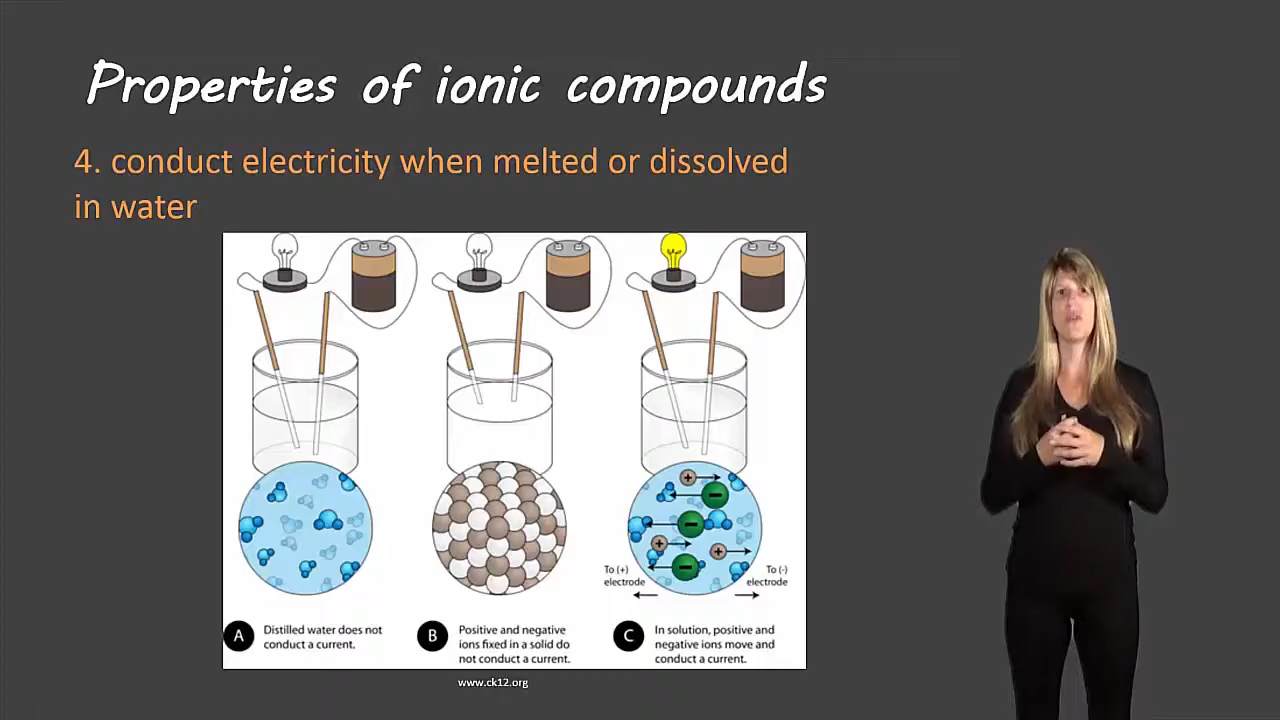 Properties of ionic compounds
4. conduct electricity when melted or dissolved
in water
+
-
-
+
+
-
To (+)
electrode
To (-)
electrode
A
Distilled water does not
conduct a current.
B
Positive and negative
ions fixed in a solid do
not conduct a current.
C
In solution, positive and
negative ions move and
conduct a current.
www.ck12.org